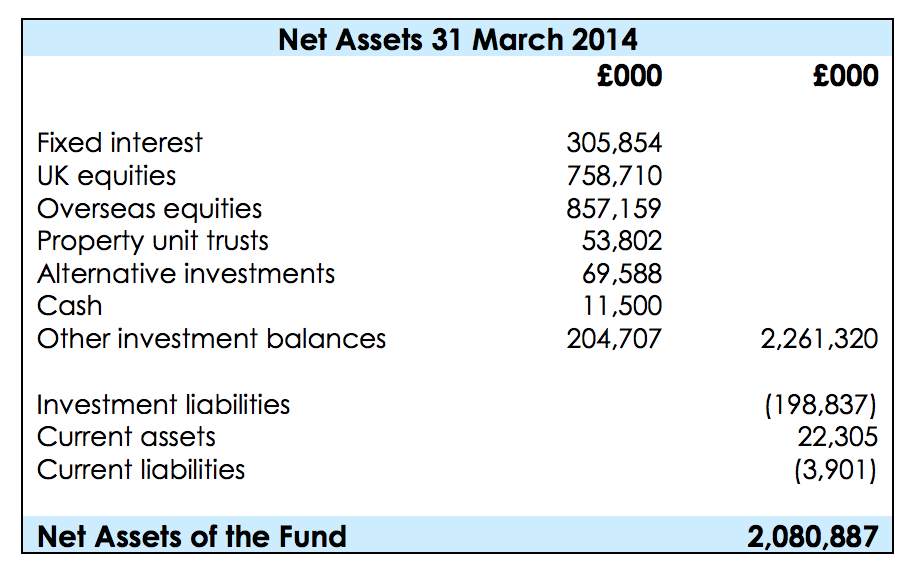 Net Assets 31 March 2014
£000 £000
Fixed interest 305,854
UK equities 758,710
Overseas equities 857,159
Property unit trusts 53,802
Alternative investments 69,588
Cash 11,500
Other investment balances 204,707 2,261,320
Investment liabilities (198,837)
Current assets 22,305
Current liabilities (3,901)
Net Assets of the Fund 2,080,887